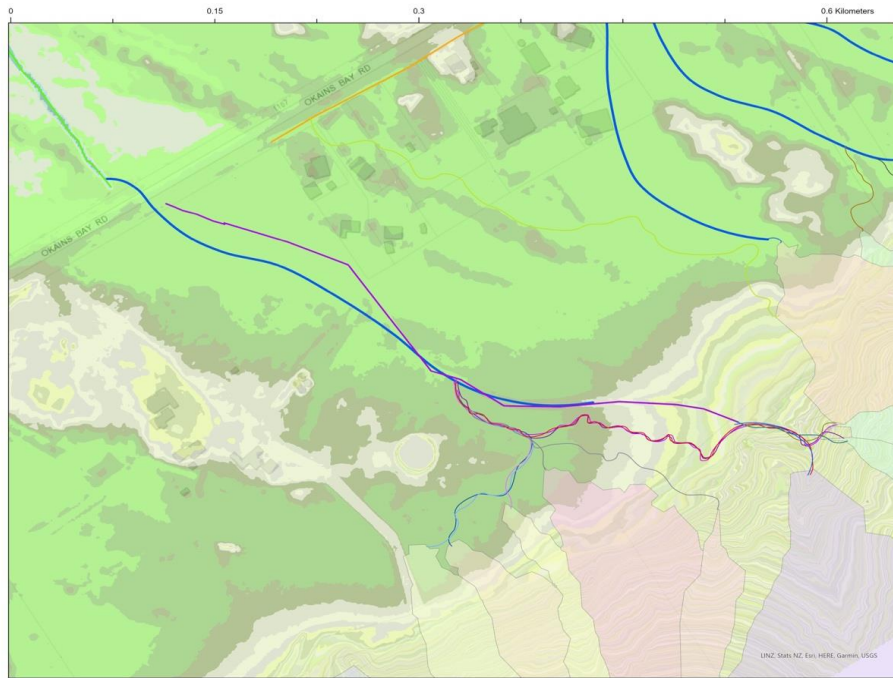 0
0.15
0.3
0.6 Kilometers
OKAINS BAY RD
OKAINS BAY RD
LINZ, Stats NZ, Esri, HERE, Garmin, USGS